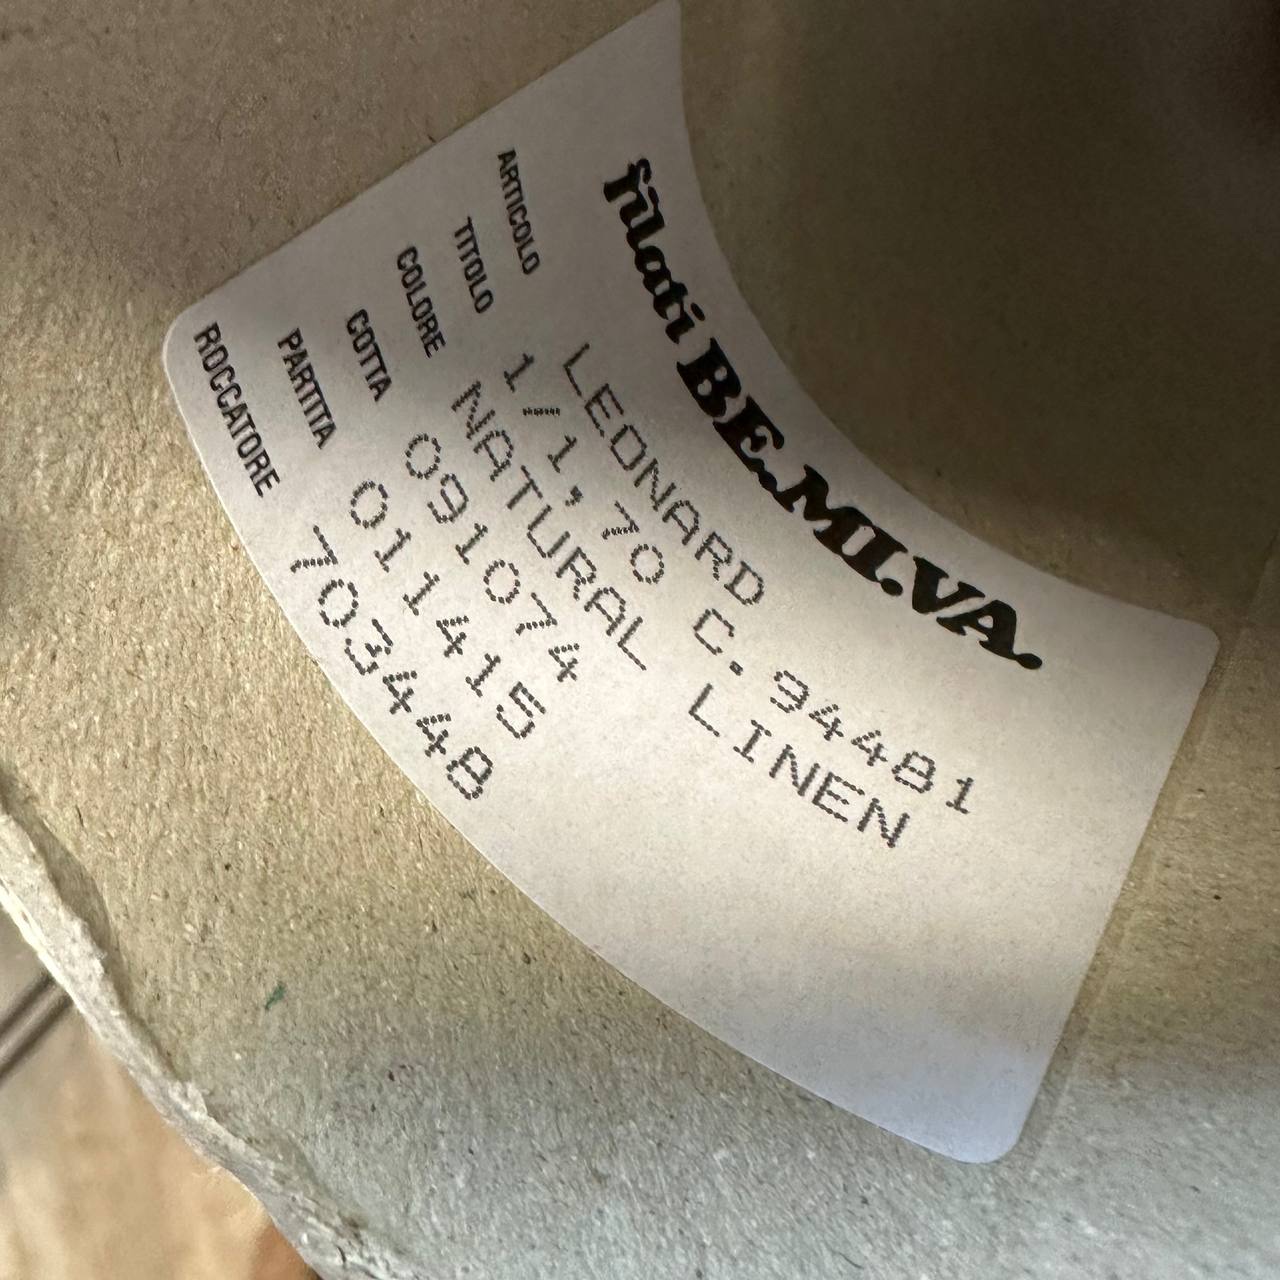 filati BE.MI.VA.
ARTICOLO LEONARD
TITOLO 1/1,70 C.94481
COLORE NATURAL LINEN
COTTA 091074
PARTITA 011415
ROCCATORE 703448